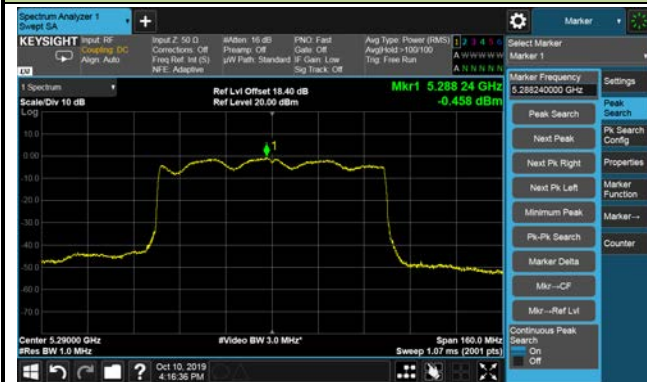 Spectrum Analyzer 1
Swept SA
+
Marker
KEYSIGHT
Input: RF
Coupling: DC
Align: Auto
Input Z: 50 Ω
Corrections: Off
Freq Ref: Int (S)
NFE: Adaptive
#Atten: 16 dB
Preamp: Off
µW Path: Standard
PNO: Fast
Gate: Off
IF Gain: Low
Sig Track: Off
Avg Type: Power (RMS)
Avg|Hold:>100/100
Trig: Free Run
1 2 3 4 5 6
A W W W W W
A N N N N N
Select Marker
Marker 1
1 Spectrum
Scale/Div 10 dB
Log
Ref Lvl Offset 18.40 dB
Ref Level 20.00 dBm
Mkr1 5.288 24 GHz
-0.458 dBm
Marker Frequency
5.288240000 GHz
Peak Search
Next Peak
Next Pk Right
Next Pk Left
Minimum Peak
Pk-Pk Search
Marker Delta
Mkr→CF
Mkr→Ref Lvl
Continuous Peak
Search
On
Off
Settings
Peak
Search
Pk Search
Config
Properties
Marker
Function
Marker→
Counter
10.0
0.00
-10.0
-20.0
-30.0
-40.0
-50.0
-60.0
-70.0
1
Center 5.29000 GHz
#Res BW 1.0 MHz
#Video BW 3.0 MHz*
Span 160.0 MHz
Sweep 1.07 ms (2001 pts)
?
Oct 10, 2019
4:16:36 PM